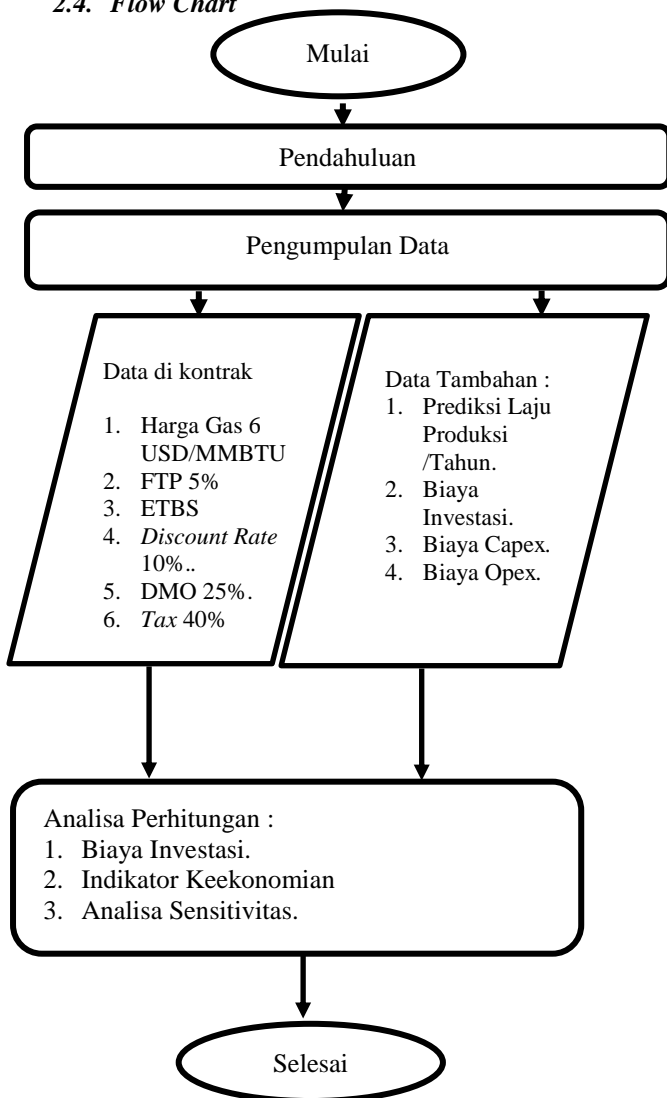 2.4. Flow Chart
Mulai
Pendahuluan
Pengumpulan Data
Data di kontrak
1. Harga Gas 6
USD/MMBTU
2. FTP 5%
3. ETBS
4. Discount Rate
10%..
5. DMO 25%.
6. Tax 40%
Data Tambahan :
1. Prediksi Laju
Produksi
/Tahun.
2. Biaya
Investasi.
3. Biaya Capex.
4. Biaya Opex.
Analisa Perhitungan :
1. Biaya Investasi.
2. Indikator Keekonomian
3. Analisa Sensitivitas.
Selesai